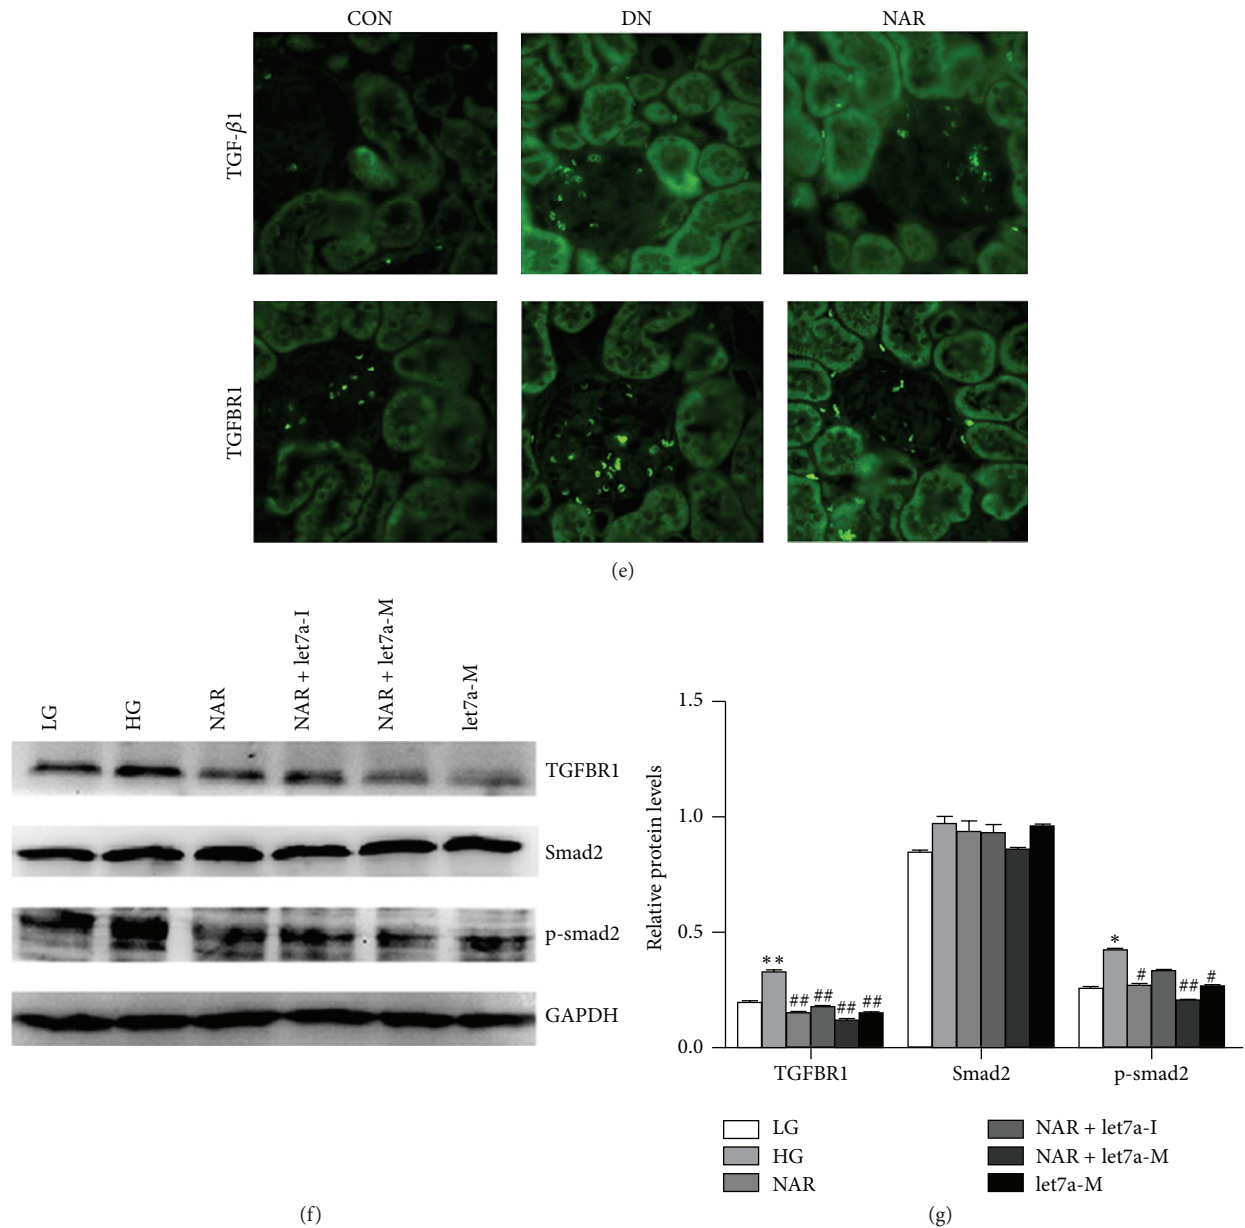 CON DN NAR
TGF-β1
TGFBR1
(e)
LG HG NAR NAR + let7a-I NAR + let7a-M let7a-M
TGFBR1
Smad2
p-smad2
GAPDH
(f)
Relative protein levels
1.5
1.0
0.5
0.0
** ## ## ## ##
* # ## #
TGFBR1 Smad2 p-smad2
LG NAR + let7a-I
HG NAR + let7a-M
NAR let7a-M
(g)